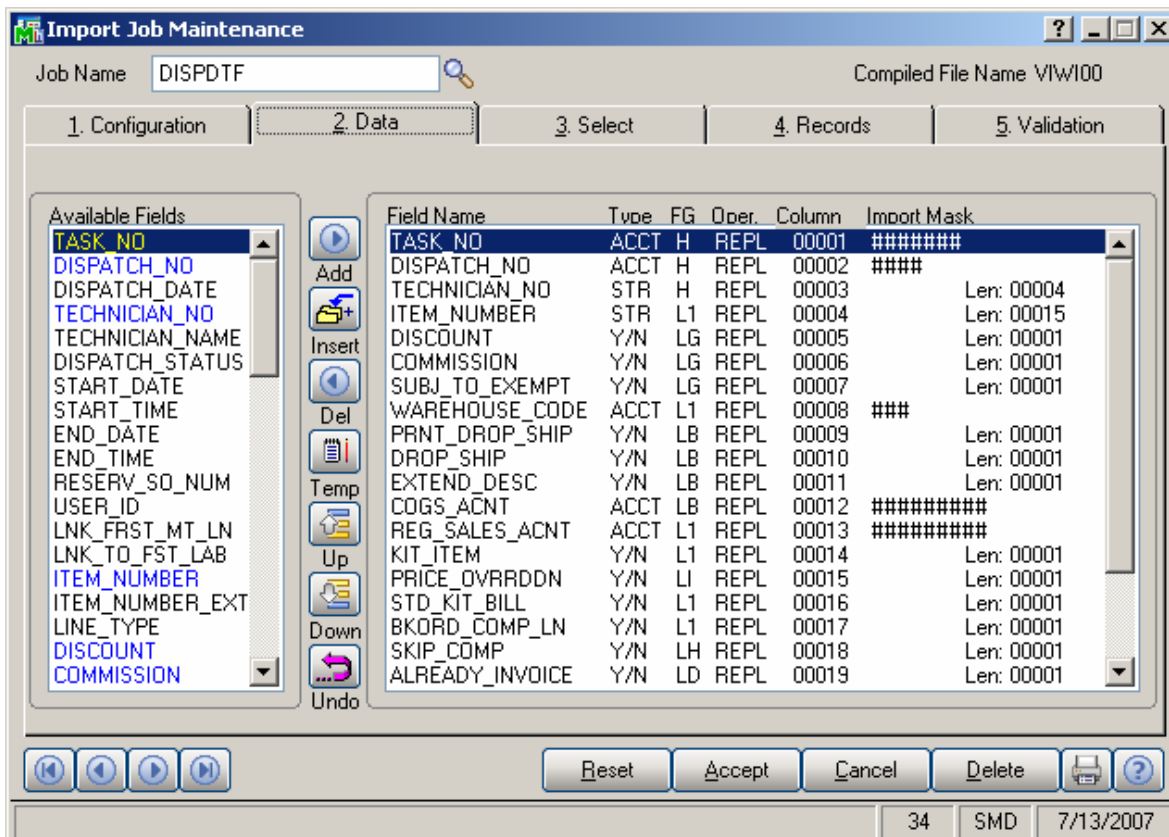 Import Job Maintenance
Job Name DISPDTF Compiled File Name VIWI00
1. Configuration 2. Data 3. Select 4. Records 5. Validation
Available Fields
TASK_NO
DISPATCH_NO
DISPATCH_DATE
TECHNICIAN_NO
TECHNICIAN_NAME
DISPATCH_STATUS
START_DATE
START_TIME
END_DATE
END_TIME
RESERV_SO_NUM
USER_ID
LNK_FRST_MT_LN
LNK_TO_FST_LAB
ITEM_NUMBER
ITEM_NUMBER_EXT
LINE_TYPE
DISCOUNT
COMMISSION
Add
Insert
Del
Temp
Up
Down
Undo
Field Name Type FG Oper. Column Import Mask
TASK_NO ACCT H REPL 00001 #######
DISPATCH_NO ACCT H REPL 00002 ####
TECHNICIAN_NO STR H REPL 00003 Len: 00004
ITEM_NUMBER STR L1 REPL 00004 Len: 00015
DISCOUNT Y/N LG REPL 00005 Len: 00001
COMMISSION Y/N LG REPL 00006 Len: 00001
SUBJ_TO_EXEMPT Y/N LG REPL 00007 Len: 00001
WAREHOUSE_CODE ACCT L1 REPL 00008 ###
PRNT_DROP_SHIP Y/N LB REPL 00009 Len: 00001
DROP_SHIP Y/N LB REPL 00010 Len: 00001
EXTEND_DESC Y/N LB REPL 00011 Len: 00001
COGS_ACNT ACCT LB REPL 00012 #########
REG_SALES_ACNT ACCT L1 REPL 00013 #########
KIT_ITEM Y/N L1 REPL 00014 Len: 00001
PRICE_OVRRDDN Y/N LI REPL 00015 Len: 00001
STD_KIT_BILL Y/N L1 REPL 00016 Len: 00001
BKORD_COMP_LN Y/N L1 REPL 00017 Len: 00001
SKIP_COMP Y/N LH REPL 00018 Len: 00001
ALREADY_INVOICE Y/N LD REPL 00019 Len: 00001
Reset Accept Cancel Delete
34 SMD 7/13/2007